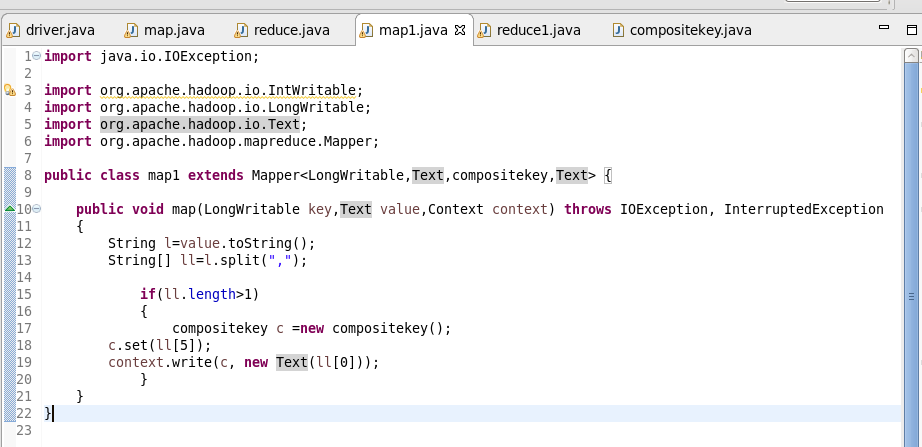 driver.java map.java reduce.java map1.java reduce1.java compositekey.java
1 import java.io.IOException;
2
3 import org.apache.hadoop.io.IntWritable;
4 import org.apache.hadoop.io.LongWritable;
5 import org.apache.hadoop.io.Text;
6 import org.apache.hadoop.mapreduce.Mapper;
7
8 public class map1 extends Mapper<LongWritable,Text,compositekey,Text> {
9
10 public void map(LongWritable key,Text value,Context context) throws IOException, InterruptedException
11 {
12 String l=value.toString();
13 String[] ll=l.split(",");
14
15 if(ll.length>1)
16 {
17 compositekey c =new compositekey();
18 c.set(ll[5]);
19 context.write(c, new Text(ll[0]));
20 }
21 }
22 }
23